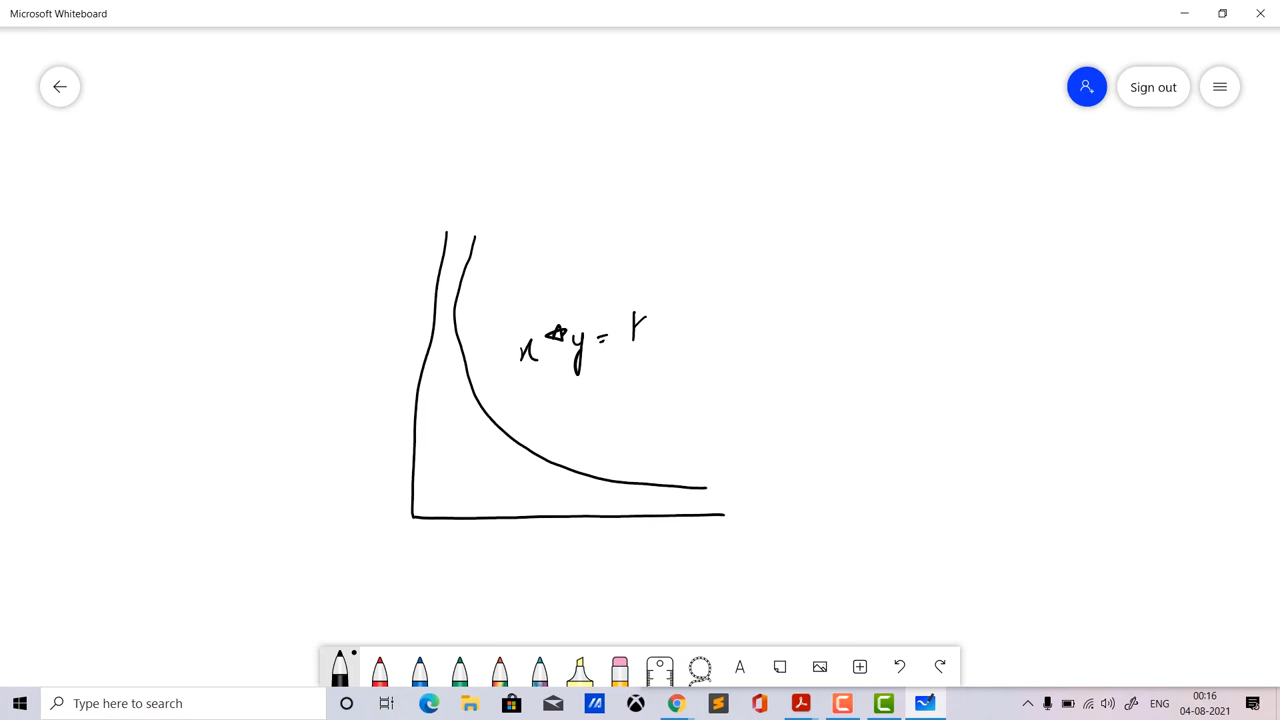 Microsoft Whiteboard
Sign out
x * y = k
A
Type here to search
ENG
00:16
04-08-2021